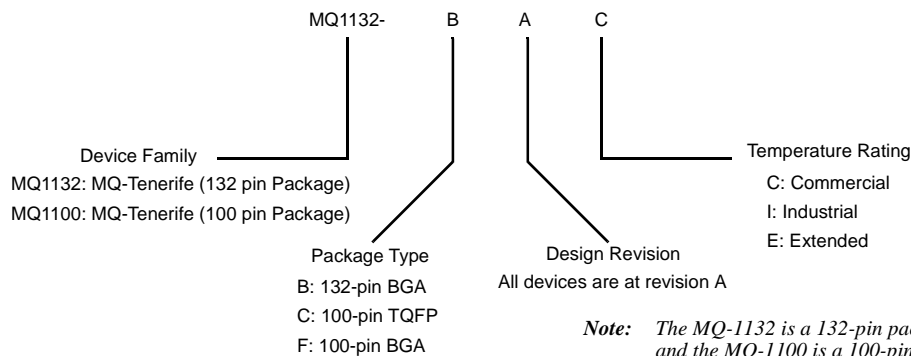 MQ1132- B A C
Device Family
MQ1132: MQ-Tenerife (132 pin Package)
MQ1100: MQ-Tenerife (100 pin Package)
Package Type
B: 132-pin BGA
C: 100-pin TQFP
F: 100-pin BGA
Design Revision
All devices are at revision A
Temperature Rating
C: Commercial
I: Industrial
E: Extended
Note: The MQ-1132 is a 132-pin
and the MQ-1100 is a 100-pin